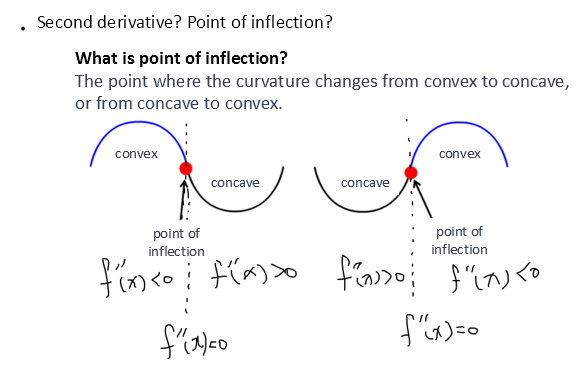 . Second derivative? Point of inflection?
What is point of inflection?
The point where the curvature changes from convex to concave,
or from concave to convex.
convex
concave
point of
inflection
concave
convex
point of
inflection
f''(x)<0
f''(x)>0
f''(x)>0
f''(x)<0
f''(x)=0
f''(x)=0